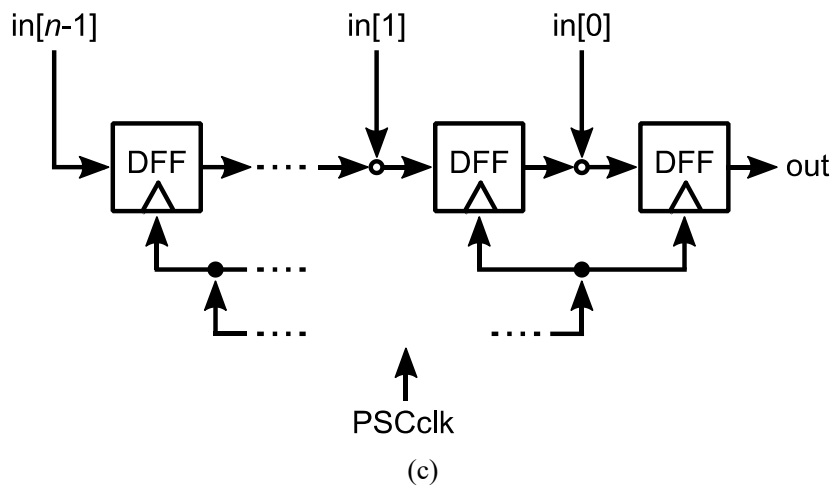 in[n-1] in[1] in[0]
DFF DFF DFF out
PSCclk
(c)